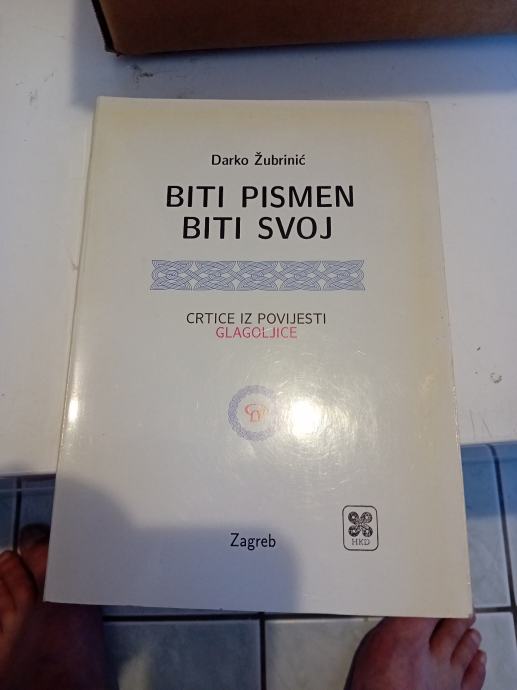 Darko Žubrinić
BITI PISMEN
BITI SVOJ
CRTICE IZ POVIJESTI
GLAGOLJICE
Zagreb
HKD